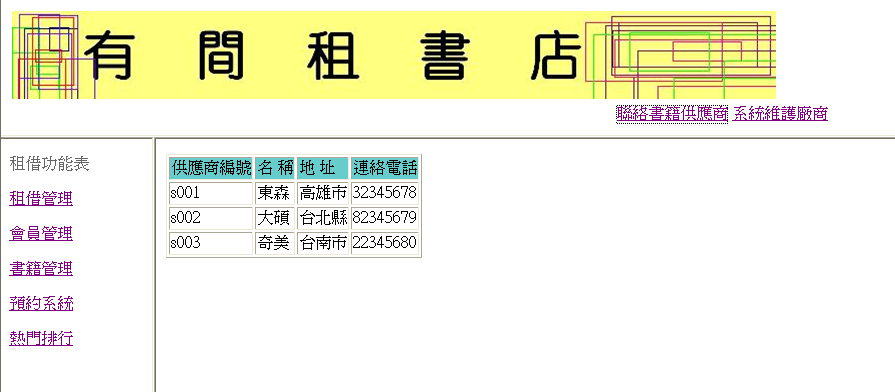 有間租書店
聯絡書籍供應商 系統維護廠商
租借功能表
租借管理
會員管理
書籍管理
預約系統
熱門排行
供應商編號 名 稱 地 址 連絡電話
s001 東森 高雄市 32345678
s002 大碩 台北縣 82345679
s003 奇美 台南市 22345680